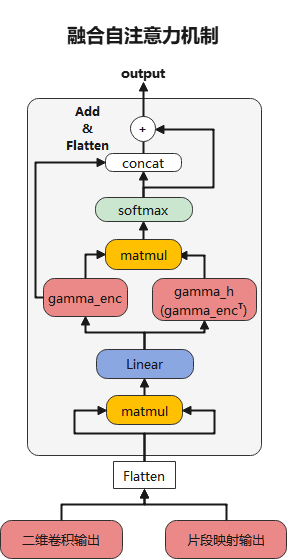 融合自注意力机制
output
Add
&
Flatten
+
concat
softmax
matmul
gamma_enc
gamma_h
(gamma_encᵀ)
Linear
matmul
Flatten
二维卷积输出
片段映射输出